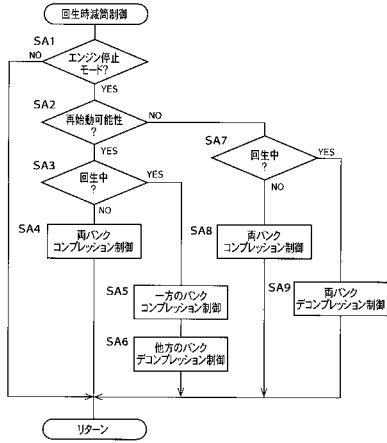 回生時減筒制御
SA1
NO
エンジン停止
モード?
YES
SA2
再始動可能性
?
NO
YES
SA3
回生中
?
YES
NO
SA7
回生中
?
YES
NO
SA4
両バンク
コンプレッション制御
SA8
両バンク
コンプレッション制御
SA5
一方のバンク
コンプレッション制御
SA9
両バンク
デコンプレッション制御
SA6
他方のバンク
デコンプレッション制御
リターン